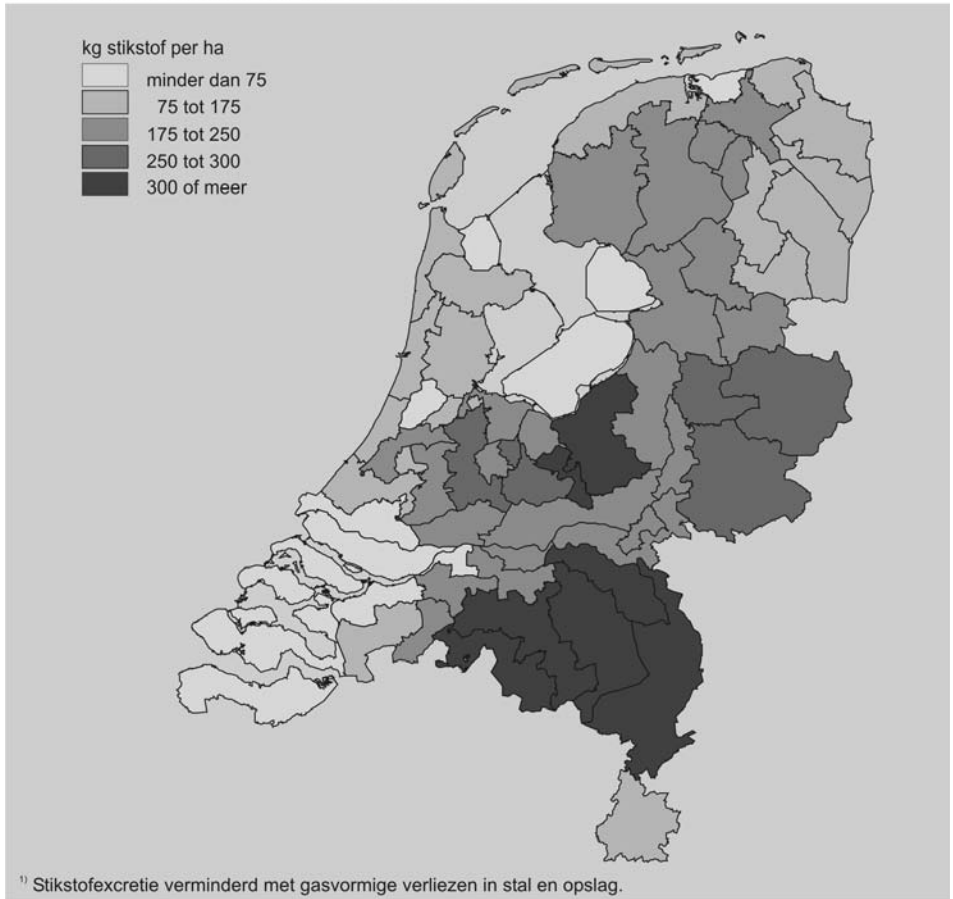 kg stikstof per ha
minder dan 75
75 tot 175
175 tot 250
250 tot 300
300 of meer
1) Stikstofexcretie verminderd met gasvormige verliezen in stal en opslag.